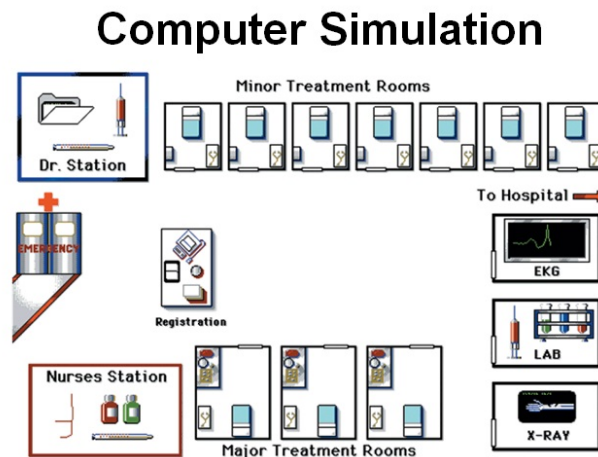 Computer Simulation
Minor Treatment Rooms
Dr. Station
To Hospital
EMERGENCY
EKG
Registration
LAB
Nurses Station
X-RAY
Major Treatment Rooms